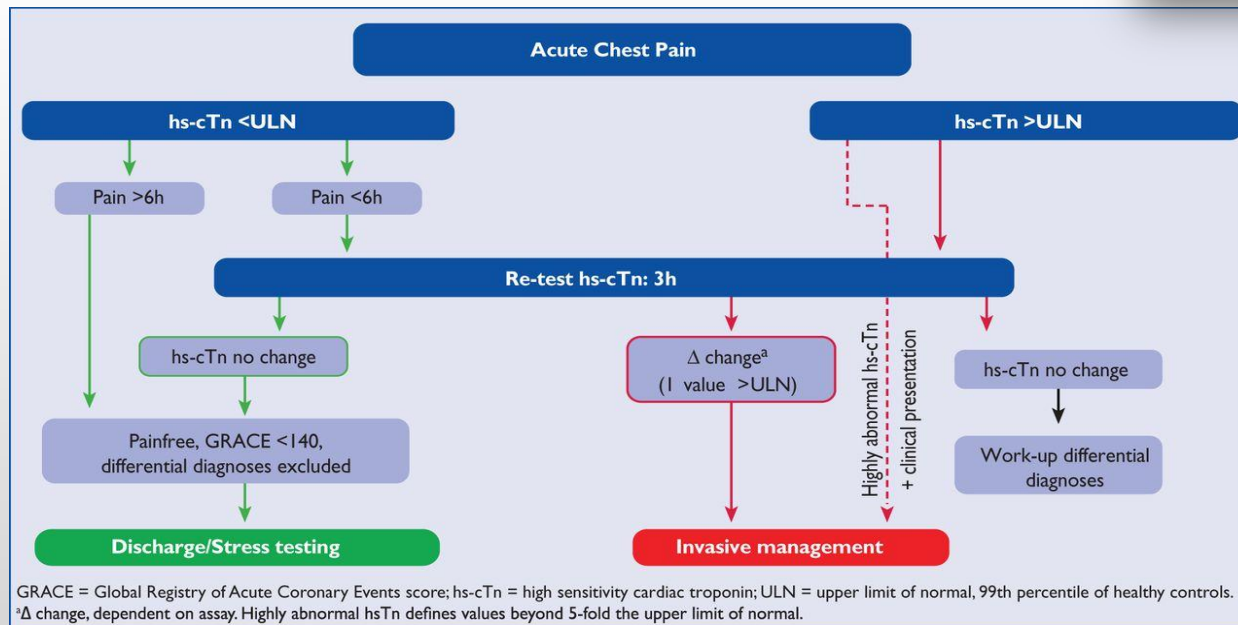 Acute Chest Pain
hs-cTn <ULN
hs-cTn >ULN
Pain >6h
Pain <6h
Re-test hs-cTn: 3h
hs-cTn no change
Δ changeᵃ
(1 value >ULN)
Highly abnormal hs-cTn
+ clinical presentation
hs-cTn no change
Painfree, GRACE <140,
differential diagnoses excluded
Work-up differential
diagnoses
Discharge/Stress testing
Invasive management
GRACE = Global Registry of Acute Coronary Events score; hs-cTn = high sensitivity cardiac troponin; ULN = upper limit of normal, 99th percentile of healthy controls.
ᵃΔ change, dependent on assay. Highly abnormal hsTn defines values beyond 5-fold the upper limit of normal.